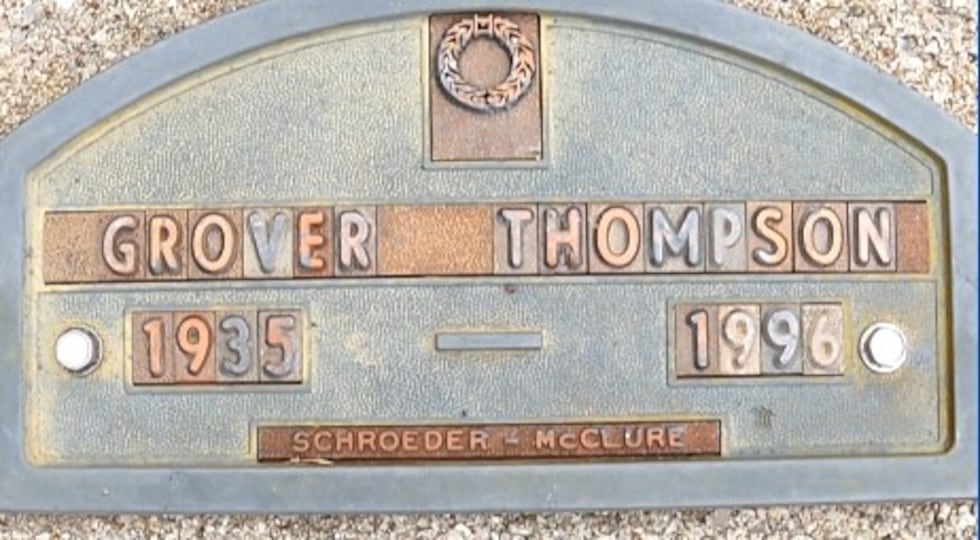 GROVER THOMPSON
1935 — 1996
SCHROEDER - McCLURE